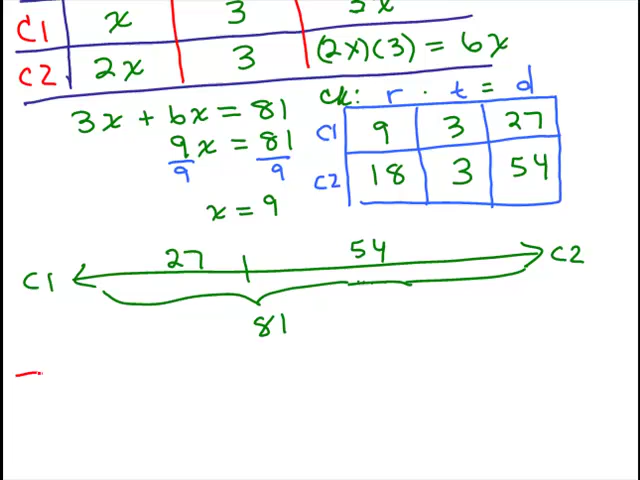 C1 x 3 3x
C2 2x 3 (2x)(3) = 6x
3x + 6x = 81
ck: r · t = d
9x = 81
9 9
C1 9 3 27
C2 18 3 54
x = 9
27 54
C1 C2
81